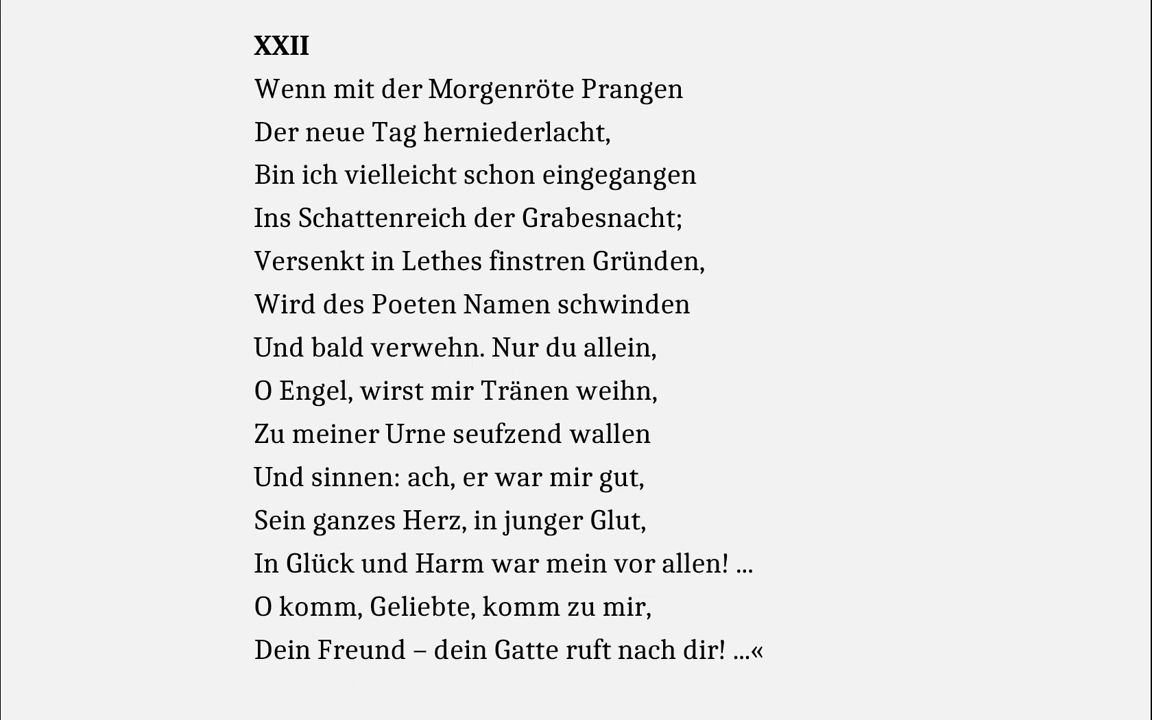 XXII
Wenn mit der Morgenröte Prangen
Der neue Tag herniederlacht,
Bin ich vielleicht schon eingegangen
Ins Schattenreich der Grabesnacht;
Versenkt in Lethes finstren Gründen,
Wird des Poeten Namen schwinden
Und bald verwehn. Nur du allein,
O Engel, wirst mir Tränen weihn,
Zu meiner Urne seufzend wallen
Und sinnen: ach, er war mir gut,
Sein ganzes Herz, in junger Glut,
In Glück und Harm war mein vor allen! ...
O komm, Geliebte, komm zu mir,
Dein Freund – dein Gatte ruft nach dir! ...«